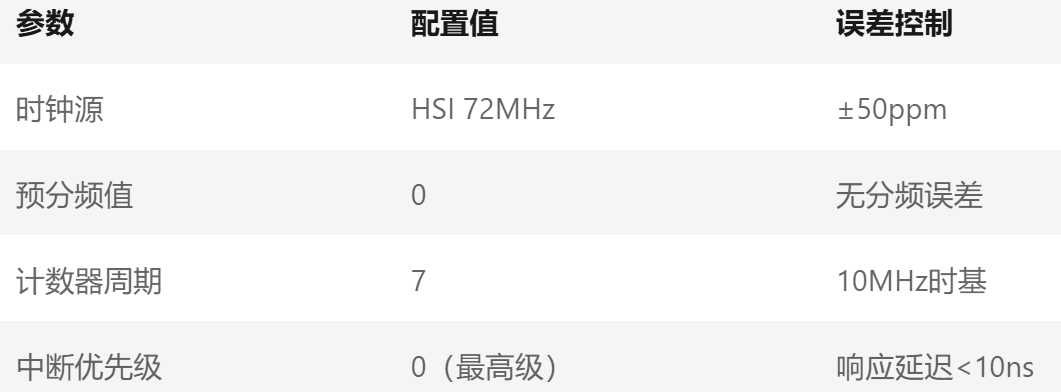 参数 配置值 误差控制
时钟源 HSI 72MHz ±50ppm
预分频值 0 无分频误差
计数器周期 7 10MHz时基
中断优先级 0（最高级） 响应延迟<10ns